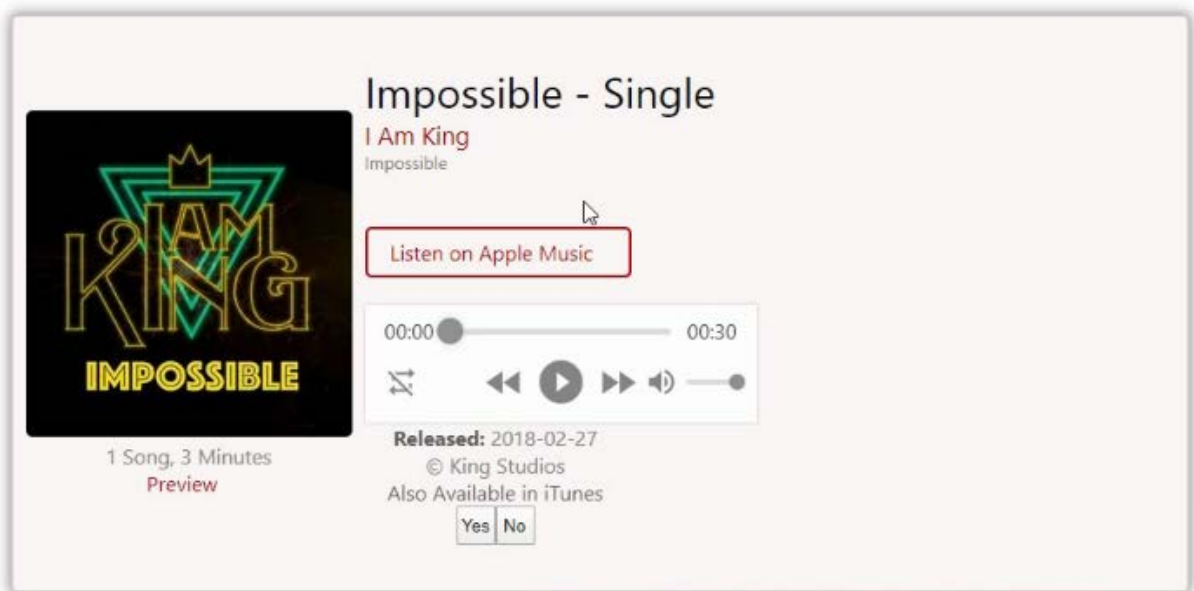 I AM
KING
IMPOSSIBLE
1 Song, 3 Minutes
Preview
Impossible - Single
I Am King
Impossible
Listen on Apple Music
00:00 00:30
Released: 2018-02-27
© King Studios
Also Available in iTunes
Yes No